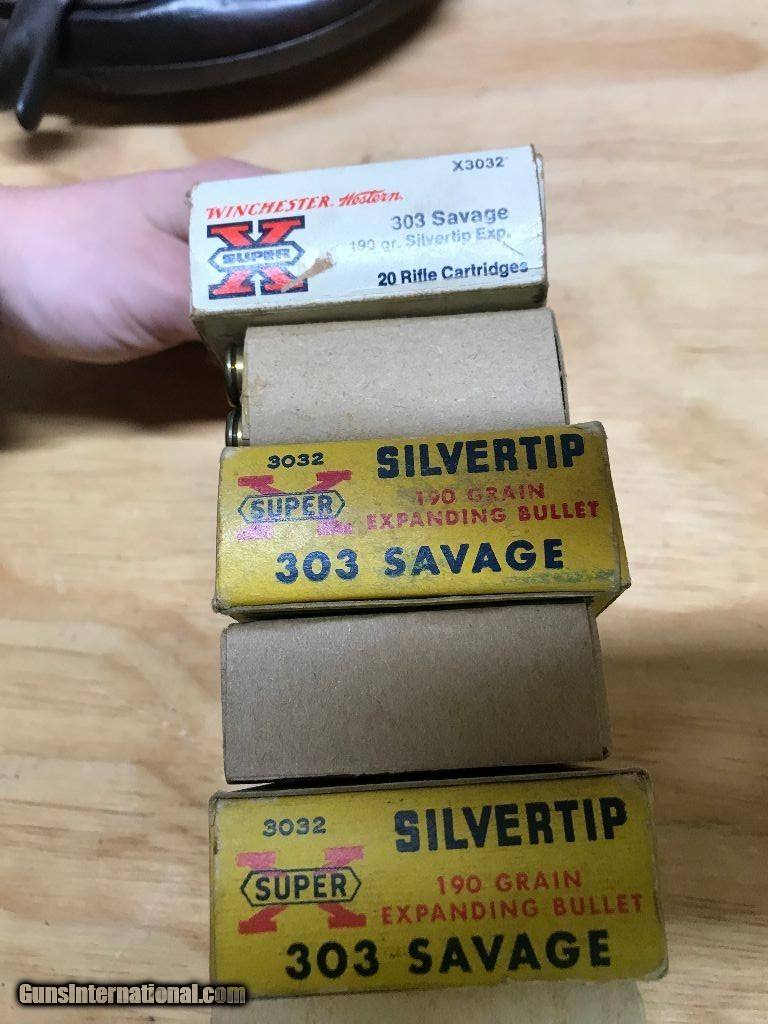 X3032
WINCHESTER Western
X
SUPER
303 Savage
190 gr. Silvertip Exp.
20 Rifle Cartridges
3032
SILVERTIP
X
SUPER
190 GRAIN
EXPANDING BULLET
303 SAVAGE
3032
SILVERTIP
X
SUPER
190 GRAIN
EXPANDING BULLET
303 SAVAGE
GunsInternational.com